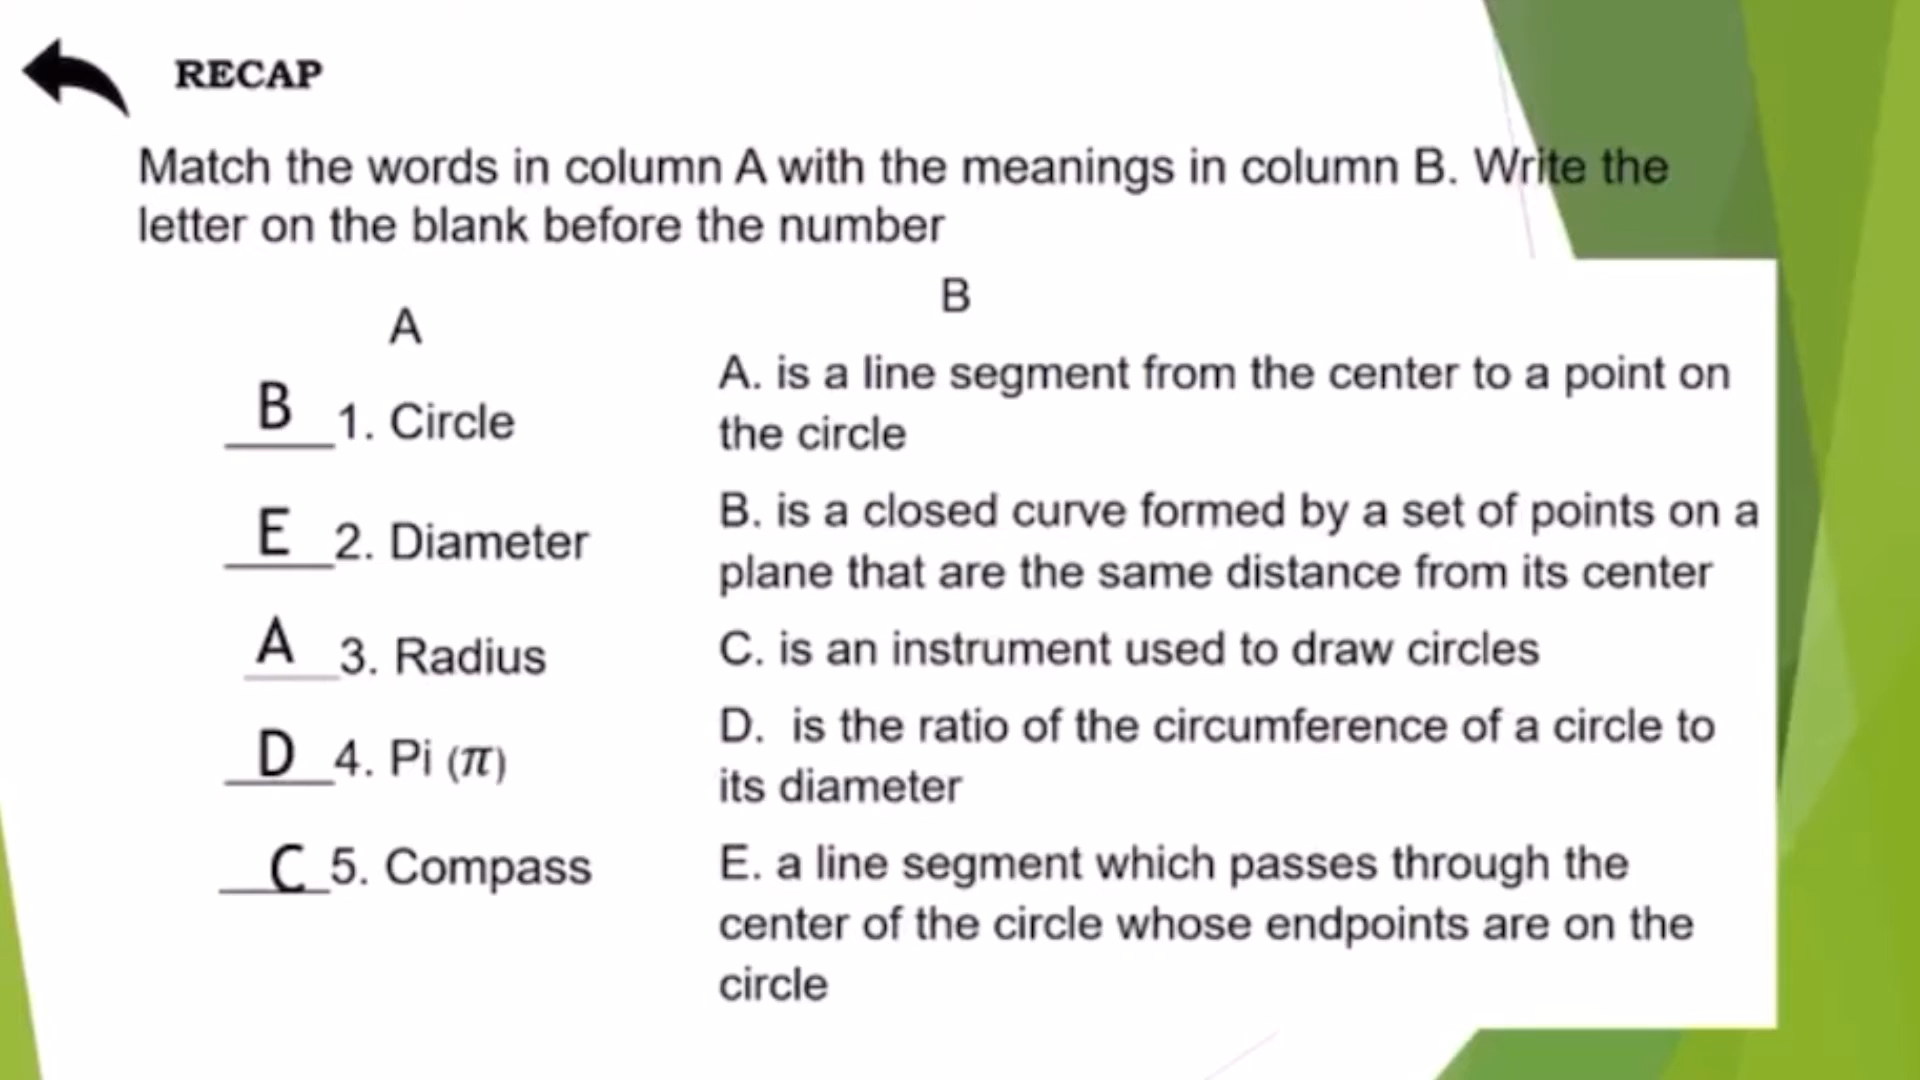 RECAP
Match the words in column A with the meanings in column B. Write the
letter on the blank before the number
A
B 1. Circle
E 2. Diameter
A 3. Radius
D 4. Pi (π)
C 5. Compass
B
A. is a line segment from the center to a point on
the circle
B. is a closed curve formed by a set of points on a
plane that are the same distance from its center
C. is an instrument used to draw circles
D. is the ratio of the circumference of a circle to
its diameter
E. a line segment which passes through the
center of the circle whose endpoints are on the
circle